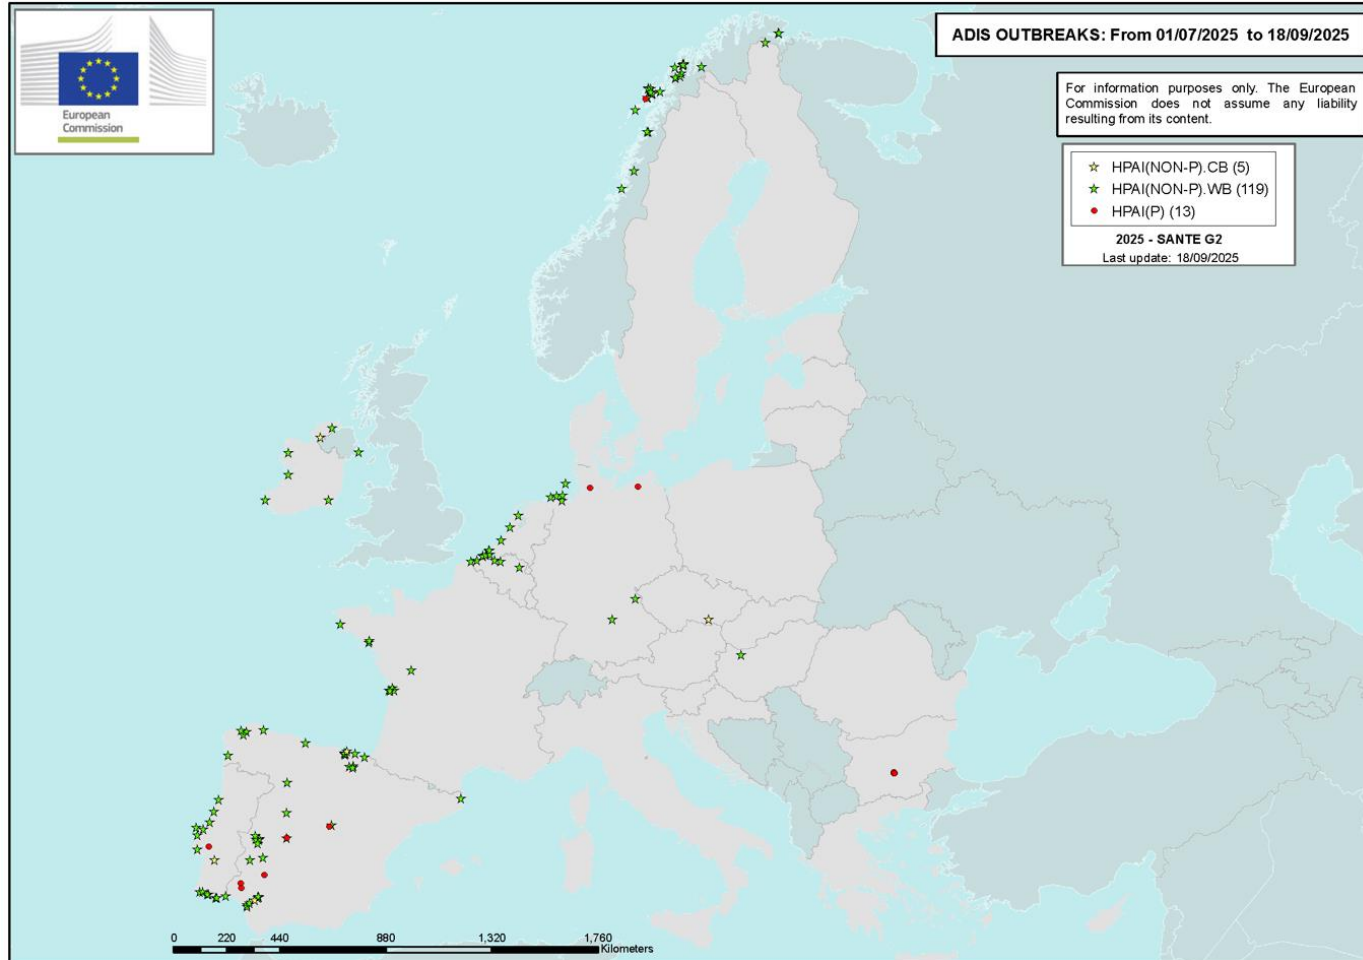 European
Commission
ADIS OUTBREAKS: From 01/07/2025 to 18/09/2025
For information purposes only. The European
Commission does not assume any liability
resulting from its content.
HPAI(NON-P).CB (5)
HPAI(NON-P).WB (119)
HPAI(P) (13)
2025 - SANTE G2
Last update: 18/09/2025
0 220 440 880 1,320 1,760
Kilometers